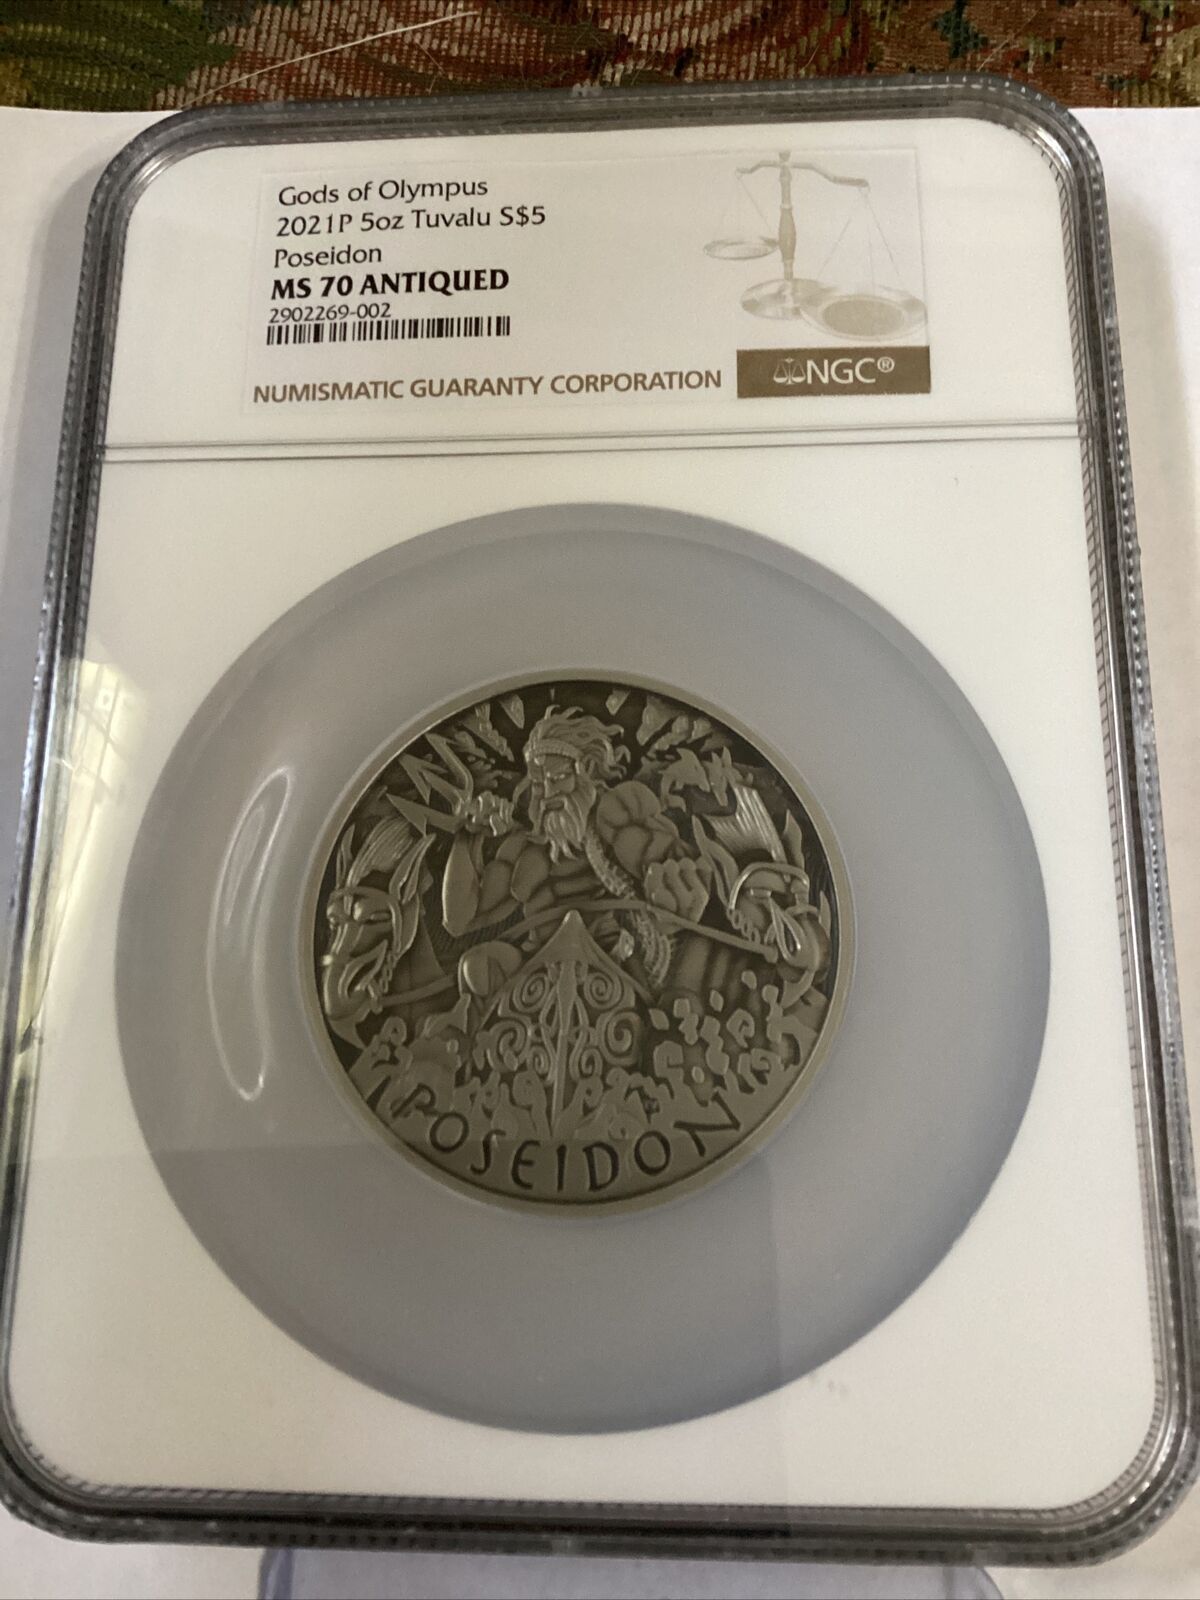 Gods of Olympus
2021P 5oz Tuvalu S$5
Poseidon
MS 70 ANTIQUED
2902269-002
NUMISMATIC GUARANTY CORPORATION
NGC®
POSEIDON